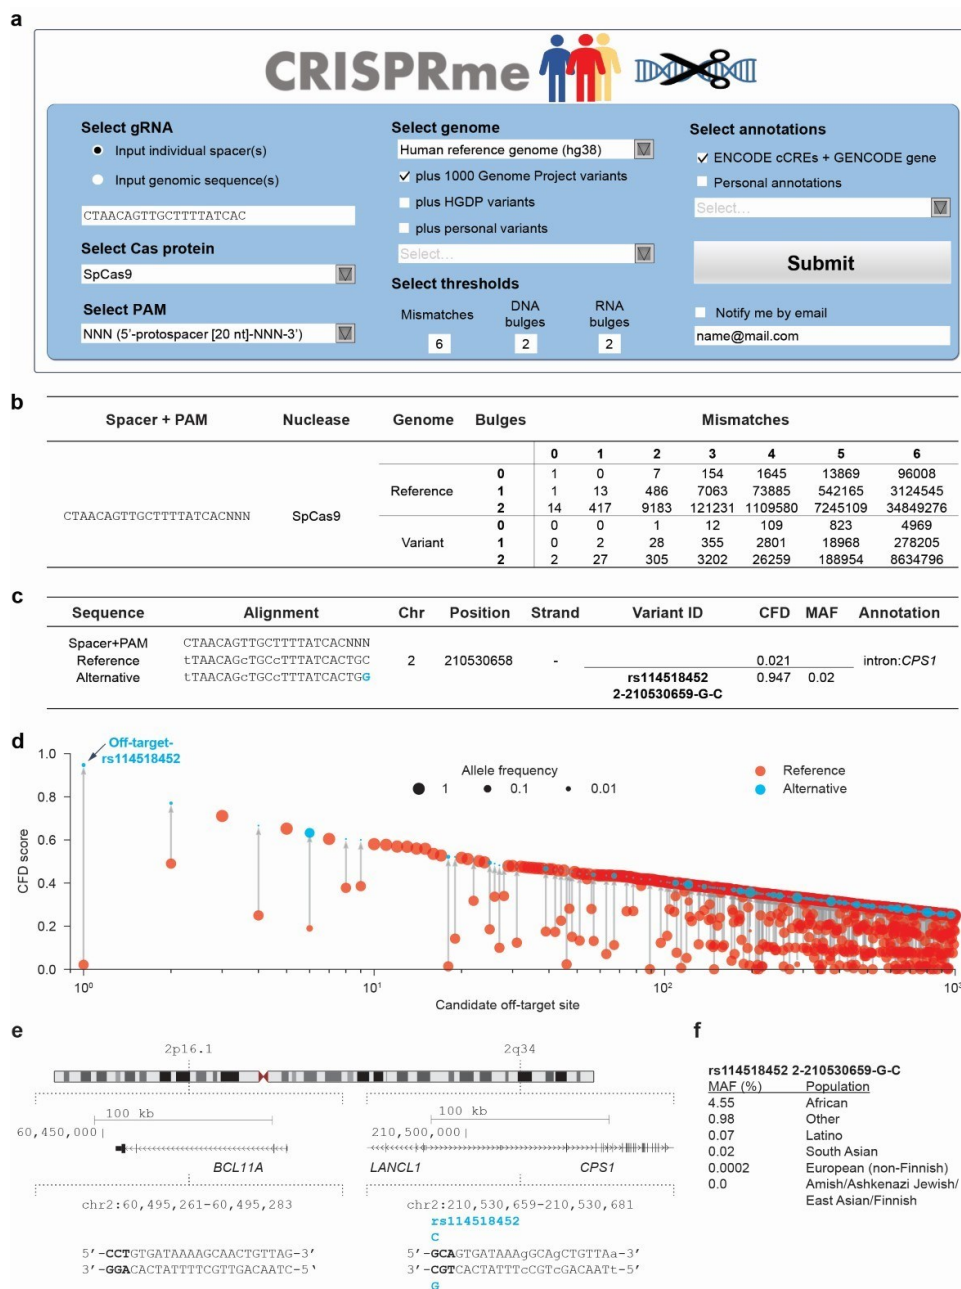 a
CRISPRme
Select gRNA
Input individual spacer(s)
Input genomic sequence(s)
CTAACAGTTGCTTTTATCAC
Select Cas protein
SpCas9
Select PAM
NNN (5’-protospacer [20 nt]-NNN-3’)
Select genome
Human reference genome (hg38)
plus 1000 Genome Project variants
plus HGDP variants
plus personal variants
Select...
Select thresholds
Mismatches
DNA bulges
RNA bulges
6
2
2
Select annotations
ENCODE cCREs + GENCODE gene
Personal annotations
Select...
Submit
Notify me by email
name@mail.com
b
Spacer + PAM Nuclease Genome Bulges Mismatches
0 1 2 3 4 5 6
CTAACAGTTGCTTTTATCACNNN SpCas9
Reference
0 1 0 7 154 1645 13869 96008
1 1 13 486 7063 73885 542165 3124545
2 14 417 9183 121231 1109580 7245109 34849276
Variant
0 0 0 1 12 109 823 4969
1 0 2 28 355 2801 18968 278205
2 2 27 305 3202 26259 188954 8634796
c
Sequence Alignment Chr Position Strand Variant ID CFD MAF Annotation
Spacer+PAM CTAACAGTTGCTTTTATCACNNN
Reference tTAACAGcTGCcTTTATCACTGC 2 210530658 - 0.021 intron:CPS1
Alternative tTAACAGcTGCcTTTATCACTGG rs114518452 0.947 0.02
2-210530659-G-C
d
Off-target-
rs114518452
Allele frequency
1 0.1 0.01
Reference
Alternative
CFD score
1.0
0.8
0.6
0.4
0.2
0.0
10⁰ 10¹ 10² 10³
Candidate off-target site
e
2p16.1 2q34
100 kb
60,450,000
BCL11A
chr2:60,495,261-60,495,283
5’-CCTGTGATAAAAGCAACTGTTAG-3’
3’-GGACACTATTTTCGTTGACAATC-5‘
100 kb
210,500,000
LANCL1 CPS1
chr2:210,530,659-210,530,681
rs114518452
C
5’-GCAGTGATAAAgGCAgCTGTTAa-3’
3’-CGTCACTATTTcCGTcGACAATt-5’
G
f
rs114518452 2-210530659-G-C
MAF (%) Population
4.55 African
0.98 Other
0.07 Latino
0.02 South Asian
0.0002 European (non-Finnish)
0.0 Amish/Ashkenazi Jewish/
East Asian/Finnish